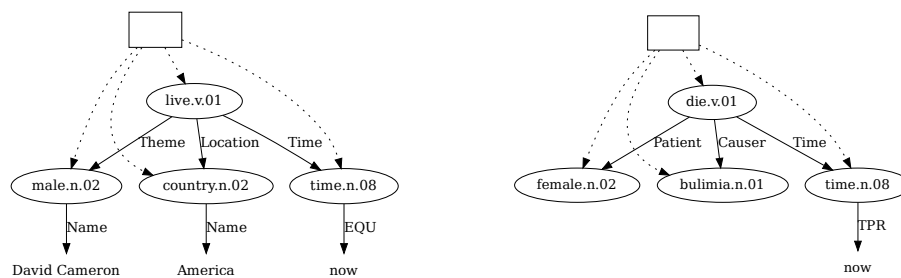 live.v.01
Theme
Location
Time
male.n.02
country.n.02
time.n.08
Name
Name
EQU
David Cameron
America
now
die.v.01
Patient
Causer
Time
female.n.02
bulimia.n.01
time.n.08
TPR
now